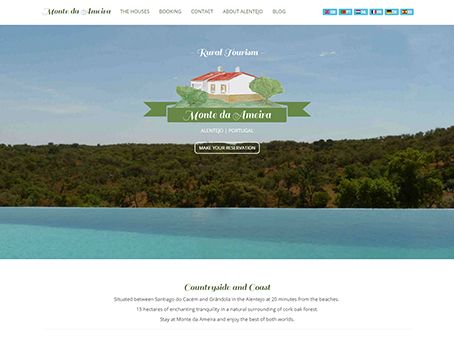 Monte da Ameira THE HOUSES BOOKING CONTACT ABOUT ALENTEJO BLOG
Rural Tourism
Monte da Ameira
ALENTEJO | PORTUGAL
MAKE YOUR RESERVATION
Countryside and Coast
Situated between Santiago do Cacém and Grândola in the Alentejo at 20 minutes from the beaches.
15 hectares of enchanting tranquility in a natural surrounding of cork oak forest.
Stay at Monte da Ameira and enjoy the best of both worlds.